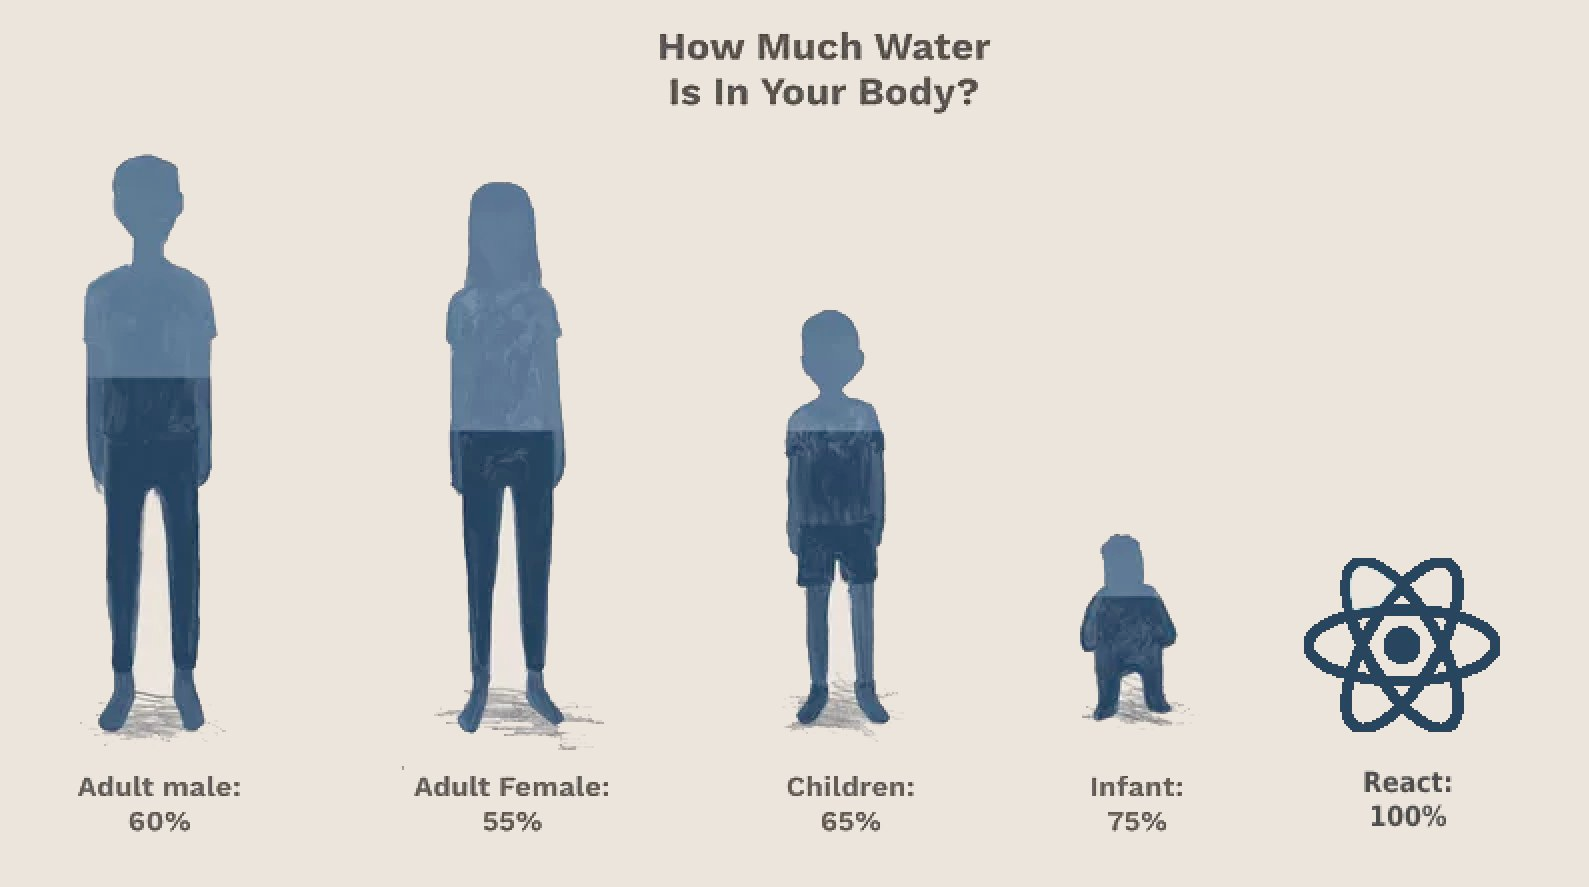 How Much Water
Is In Your Body?
Adult male:
60%
Adult Female:
55%
Children:
65%
Infant:
75%
React:
100%